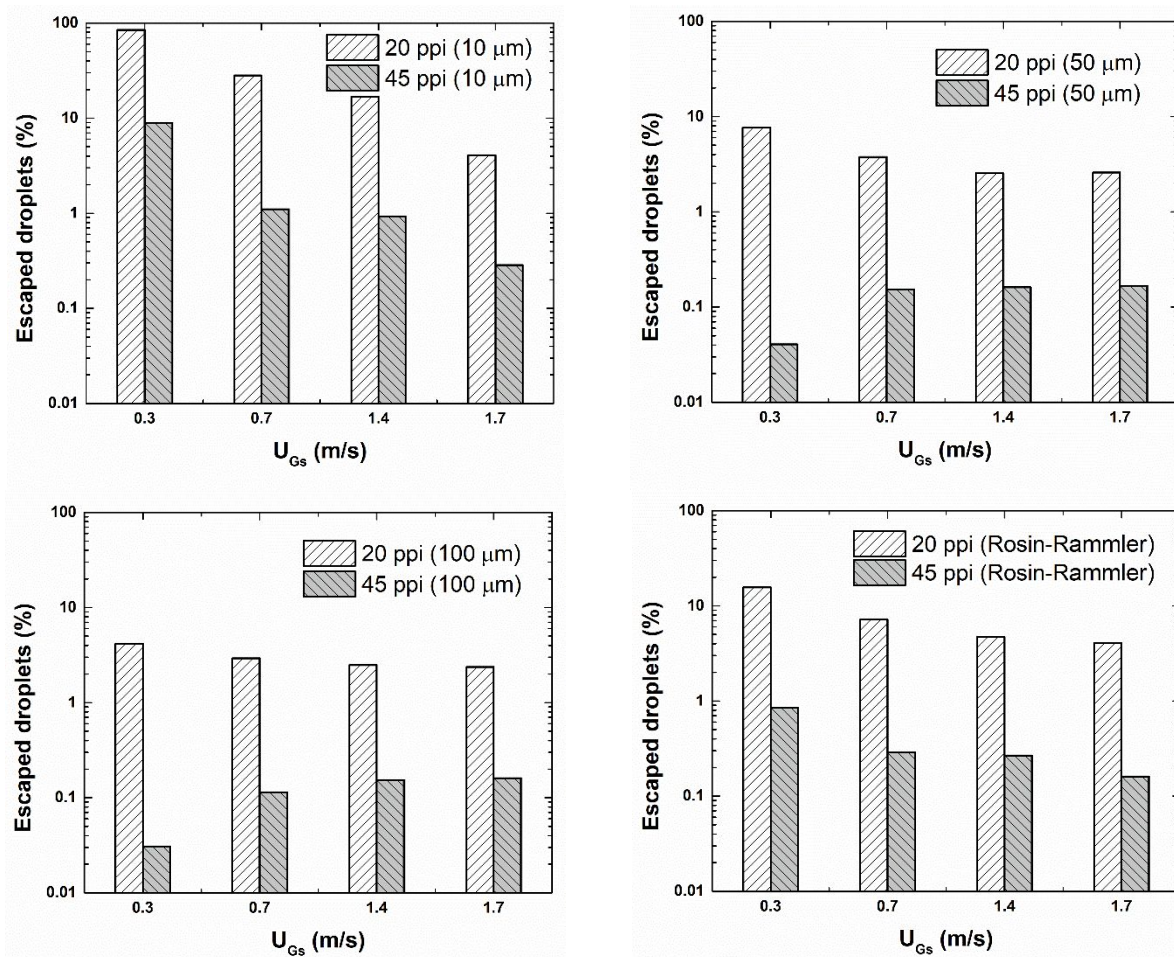 100
10
1
0.1
0.01
Escaped droplets (%)
20 ppi (10 μm)
45 ppi (10 μm)
0.3 0.7 1.4 1.7
U_Gs (m/s)
100
10
1
0.1
0.01
Escaped droplets (%)
20 ppi (50 μm)
45 ppi (50 μm)
0.3 0.7 1.4 1.7
U_Gs (m/s)
100
10
1
0.1
0.01
Escaped droplets (%)
20 ppi (100 μm)
45 ppi (100 μm)
0.3 0.7 1.4 1.7
U_Gs (m/s)
100
10
1
0.1
0.01
Escaped droplets (%)
20 ppi (Rosin-Rammler)
45 ppi (Rosin-Rammler)
0.3 0.7 1.4 1.7
U_Gs (m/s)